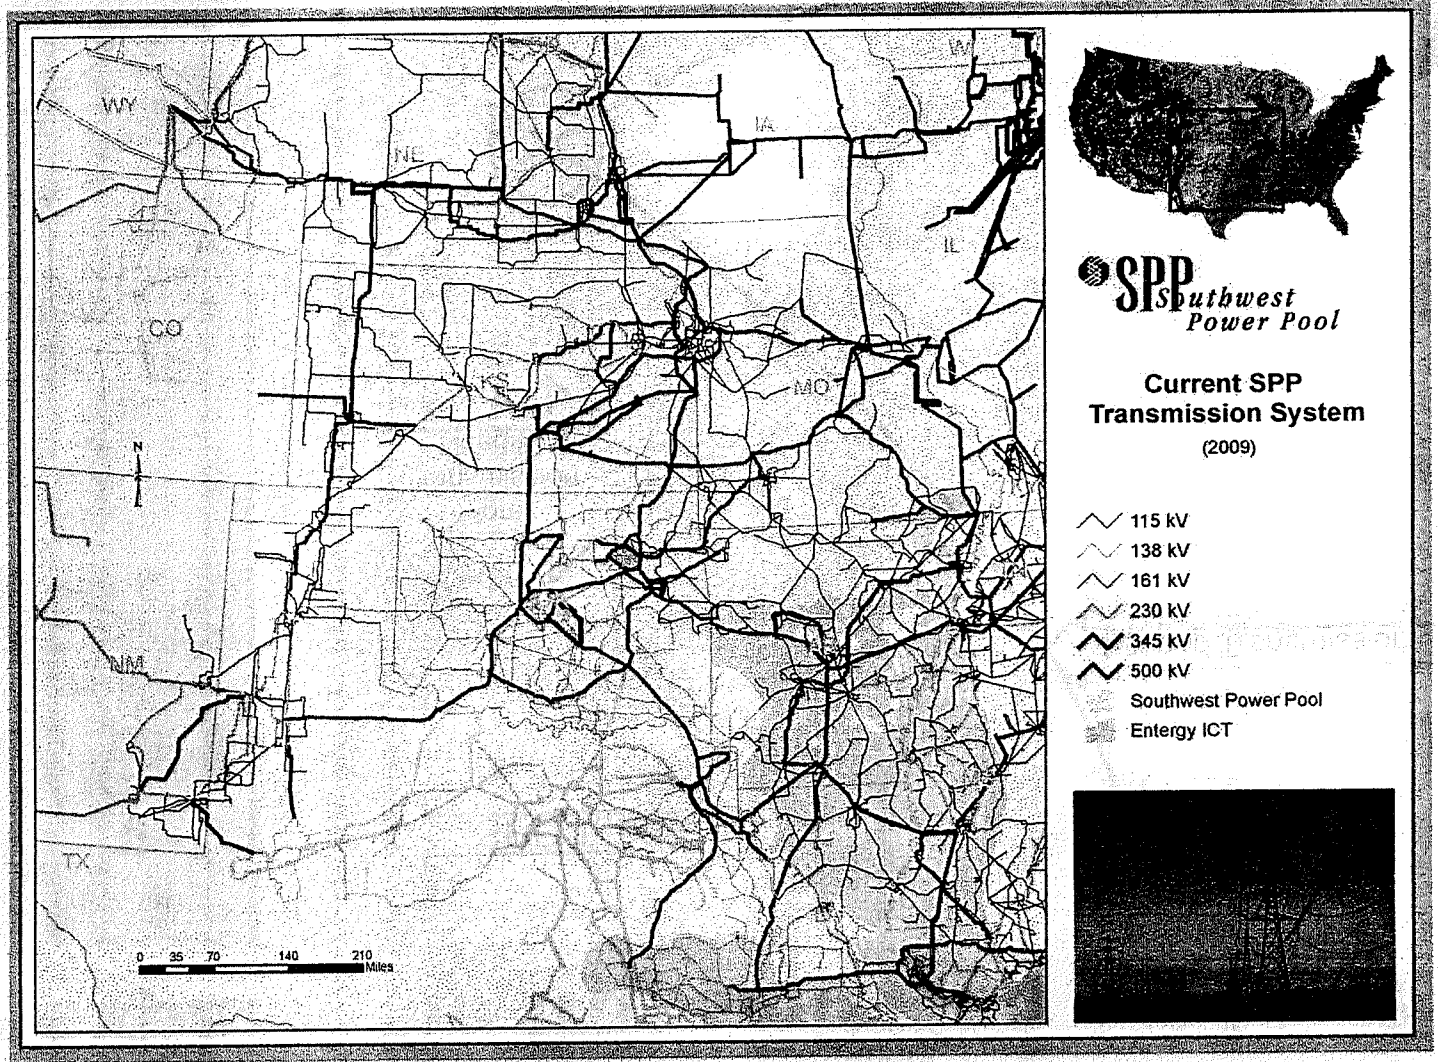 WY
NE
IA
IL
CO
KS
MO
N
NM
TX
0 35 70 140 210
Miles
SPP
Southwest
Power Pool
Current SPP
Transmission System
(2009)
115 kV
138 kV
161 kV
230 kV
345 kV
500 kV
Southwest Power Pool
Entergy ICT